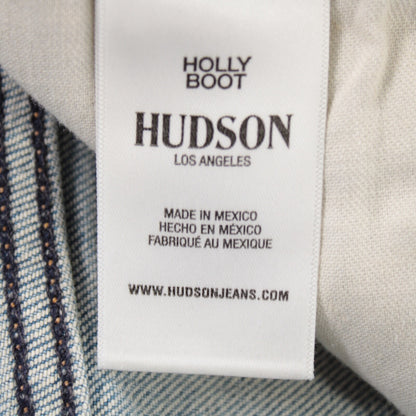 HOLLY
BOOT
HUDSON
LOS ANGELES
MADE IN MEXICO
HECHO EN MÉXICO
FABRIQUÉ AU MEXIQUE
WWW.HUDSONJEANS.COM